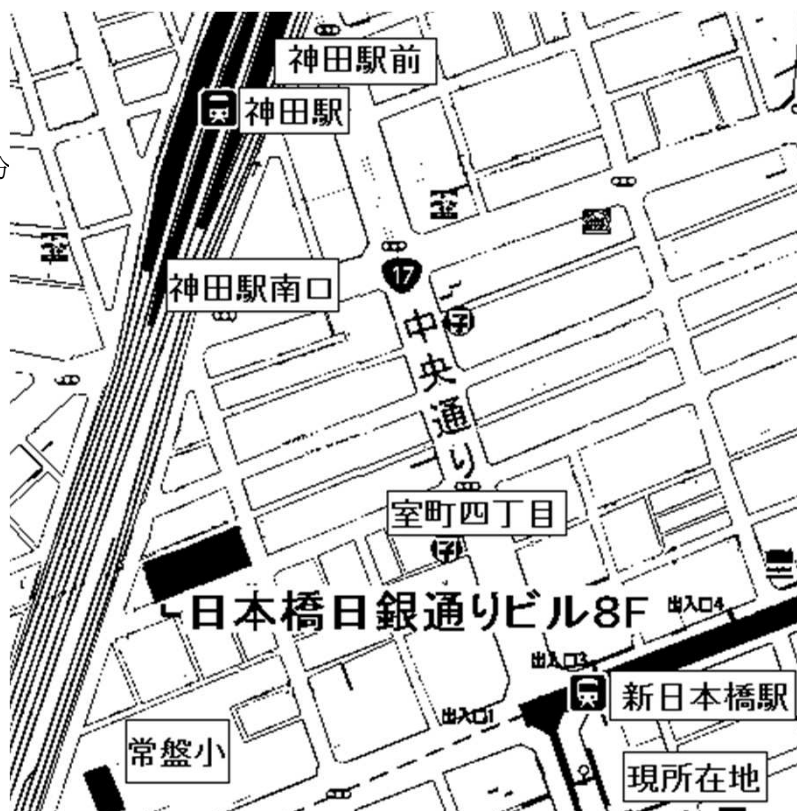 神田駅前
神田駅
分
神田駅南口
17
中央通り
室町四丁目
日本橋日銀通りビル8F
出入口4
出入口3
新日本橋駅
出入口1
常盤小
現所在地